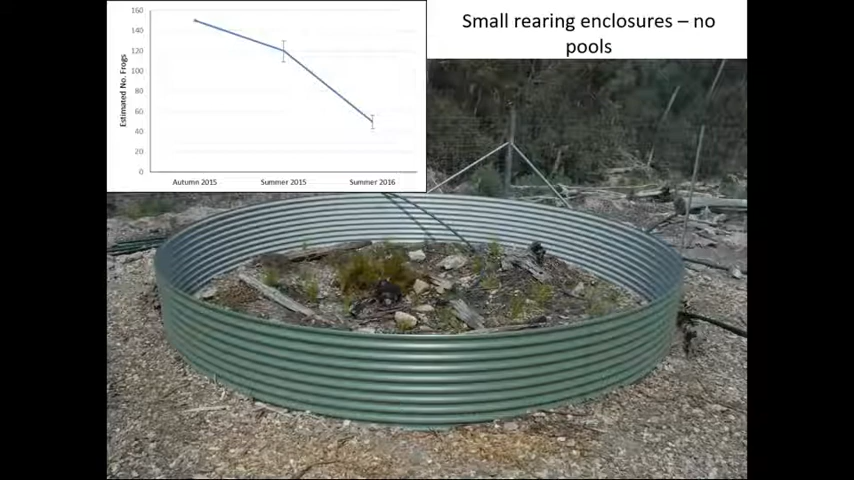 Small rearing enclosures – no
pools
160
140
120
100
80
60
40
20
0
Estimated No. Frogs
Autumn 2015
Summer 2015
Summer 2016